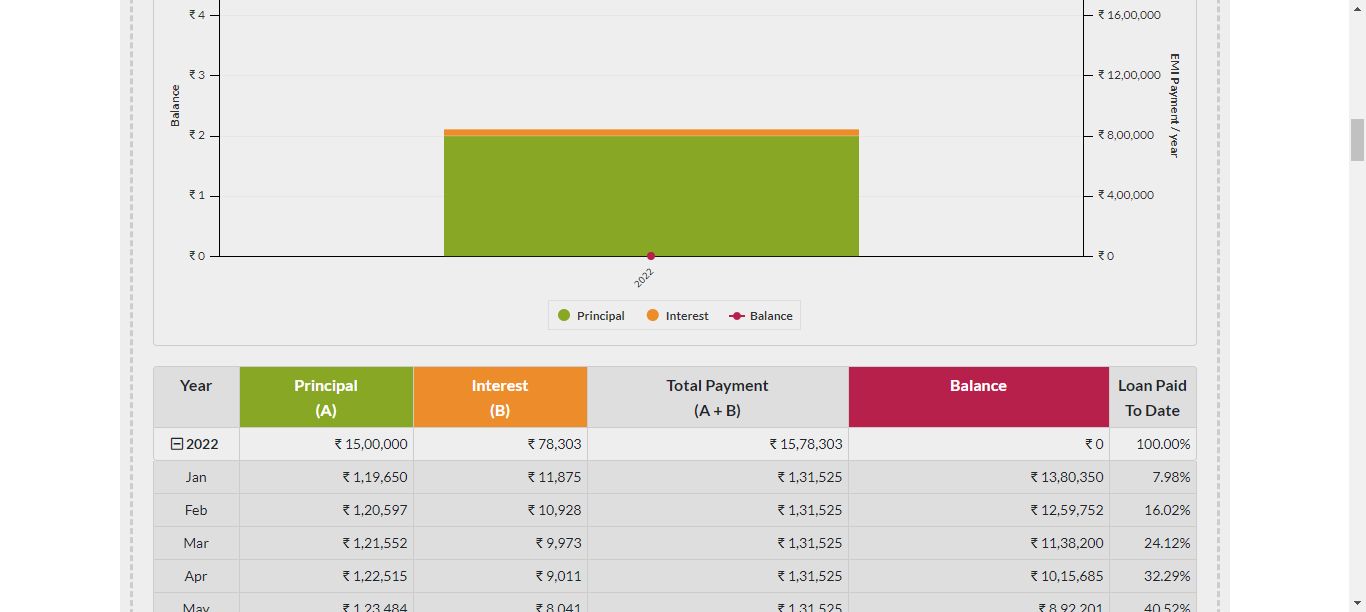 ₹ 4
₹ 16,00,000
₹ 3
₹ 12,00,000
Balance
EMI Payment / year
₹ 2
₹ 8,00,000
₹ 1
₹ 4,00,000
₹ 0
₹ 0
2022
Principal Interest Balance
Year Principal (A) Interest (B) Total Payment (A + B) Balance Loan Paid To Date
2022 ₹ 15,00,000 ₹ 78,303 ₹ 15,78,303 ₹ 0 100.00%
Jan ₹ 1,19,650 ₹ 11,875 ₹ 1,31,525 ₹ 13,80,350 7.98%
Feb ₹ 1,20,597 ₹ 10,928 ₹ 1,31,525 ₹ 12,59,752 16.02%
Mar ₹ 1,21,552 ₹ 9,973 ₹ 1,31,525 ₹ 11,38,200 24.12%
Apr ₹ 1,22,515 ₹ 9,011 ₹ 1,31,525 ₹ 10,15,685 32.29%
May ₹ 1,23,484 ₹ 8,041 ₹ 1,31,525 ₹ 8,92,201 40.52%